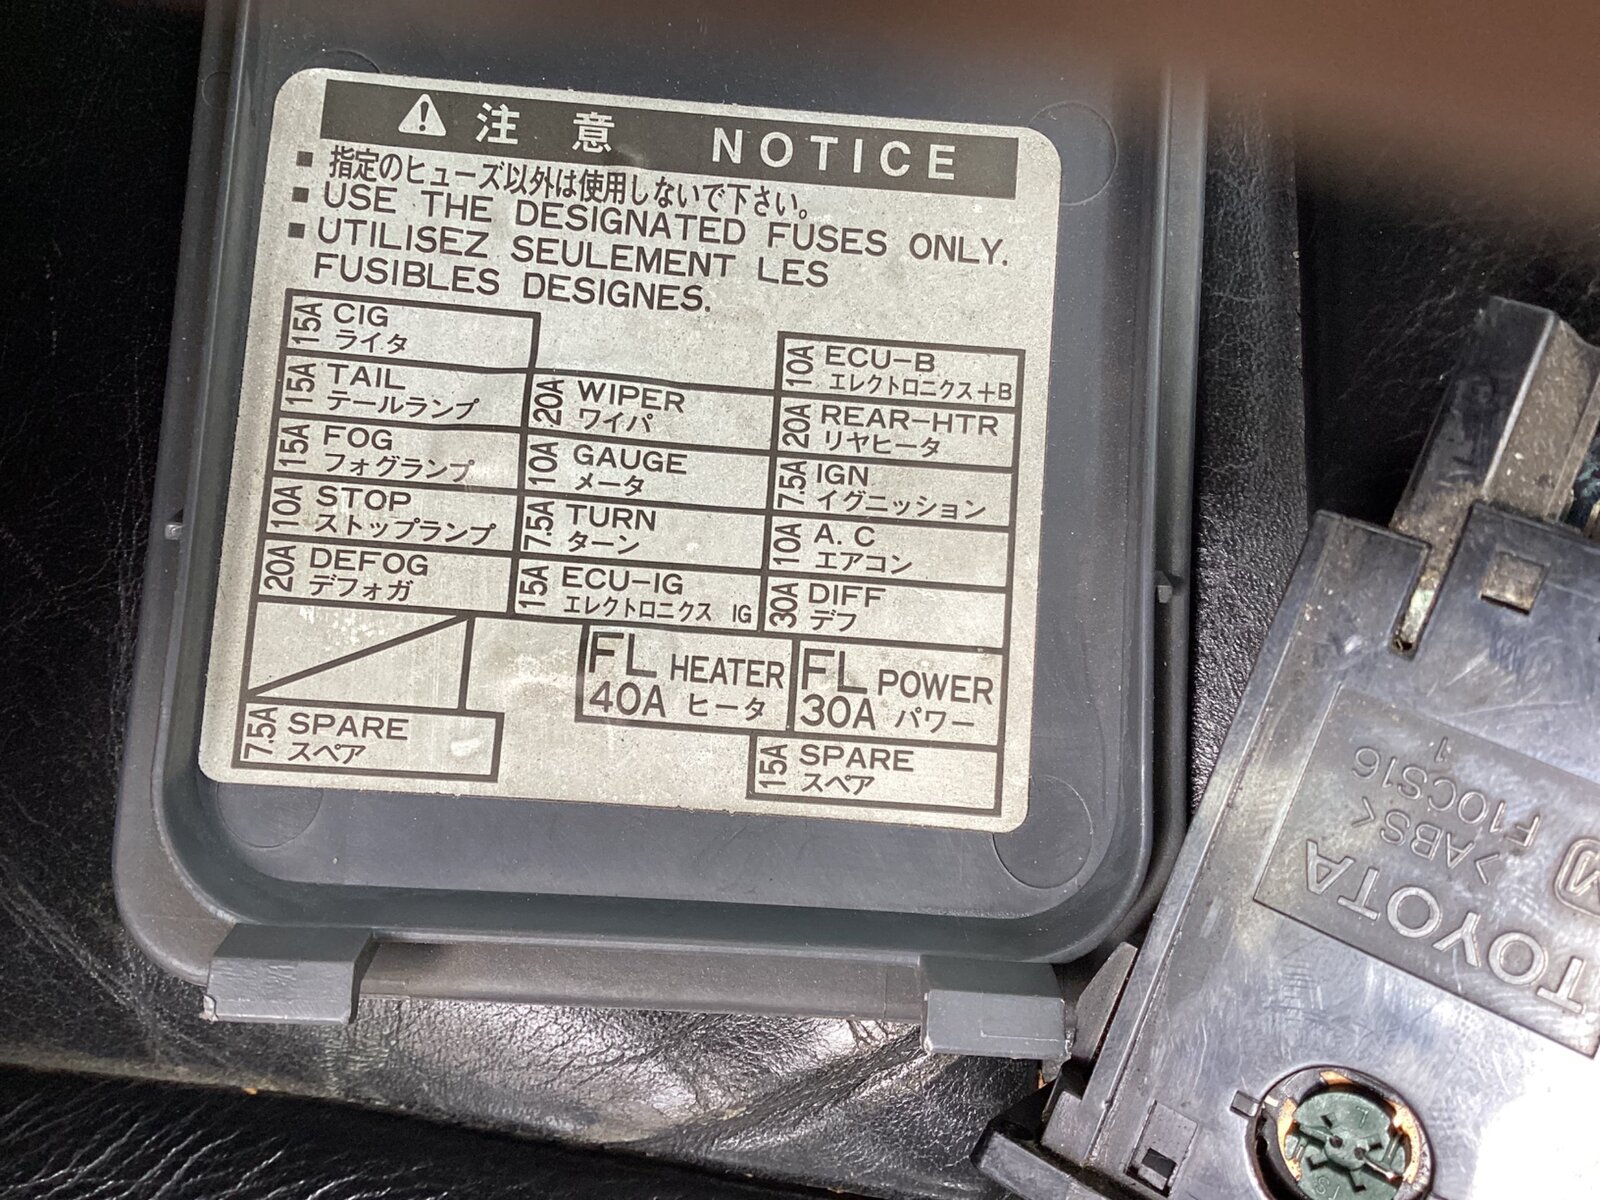 注意 NOTICE
■ 指定のヒューズ以外は使用しないで下さい。
■ USE THE DESIGNATED FUSES ONLY.
■ UTILISEZ SEULEMENT LES
FUSIBLES DESIGNES.
15A CIG
ライタ
15A TAIL
テールランプ
15A FOG
フォグランプ
10A STOP
ストップランプ
20A DEFOG
デフォガ
7.5A SPARE
スペア
20A WIPER
ワイパ
10A GAUGE
メータ
7.5A TURN
ターン
15A ECU-IG
エレクトロニクス IG
10A ECU-B
エレクトロニクス+B
20A REAR-HTR
リヤヒータ
7.5A IGN
イグニッション
10A A.C
エアコン
30A DIFF
デフ
FL HEATER
40A ヒータ
FL POWER
30A パワー
15A SPARE
スペア
TOYOTA
>ABS<
F10CS16
1
M